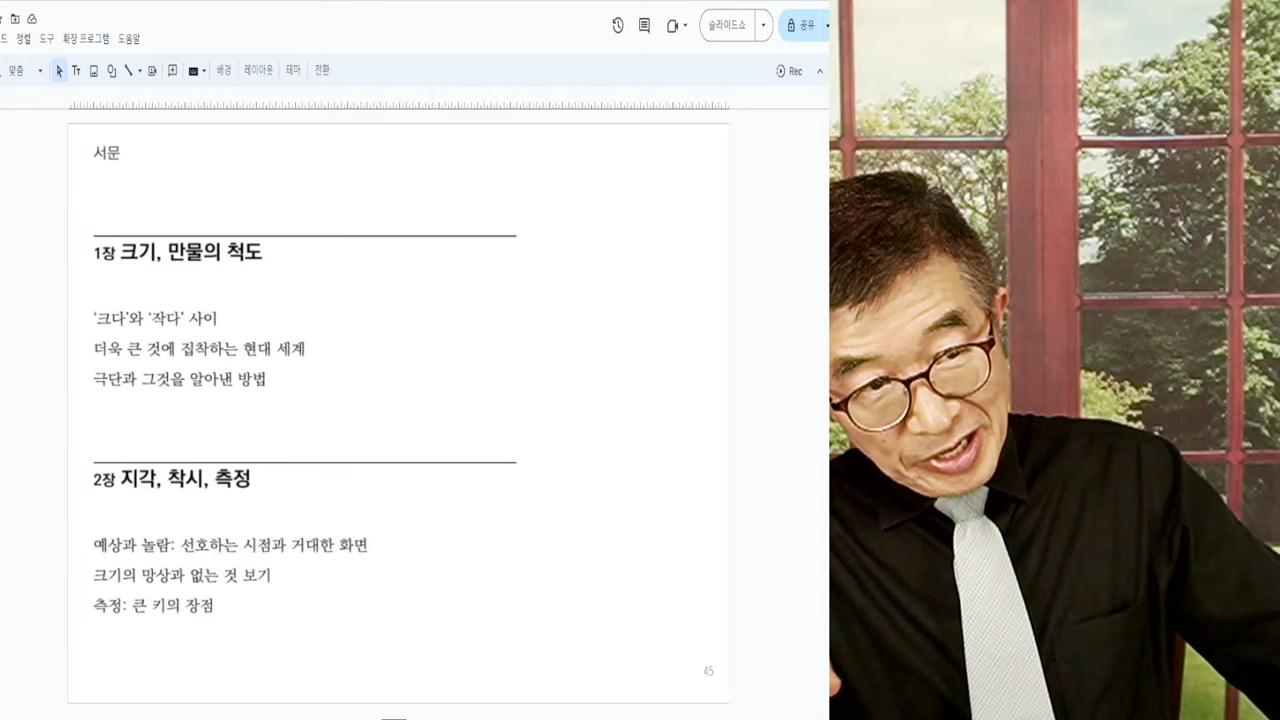 정렬 도구 확장 프로그램 도움말
슬라이드쇼
공유
맞춤
배경 레이아웃 테마 전환
Rec
서문
1장 크기, 만물의 척도
‘크다’와 ‘작다’ 사이
더욱 큰 것에 집착하는 현대 세계
극단과 그것을 알아낸 방법
2장 지각, 착시, 측정
예상과 놀람: 선호하는 시점과 거대한 화면
크기의 망상과 없는 것 보기
측정: 큰 키의 장점
45